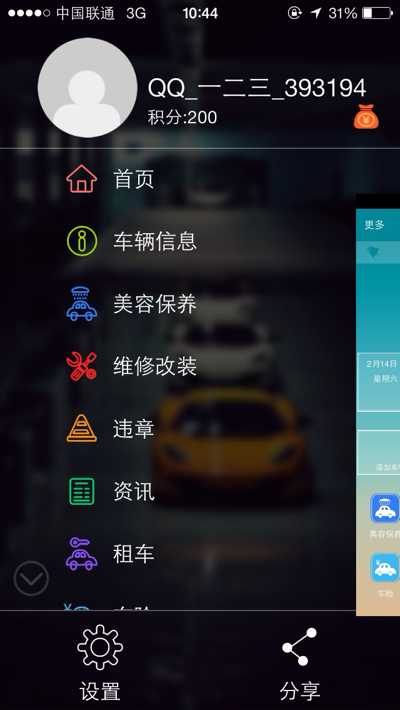 中国联通 3G 10:44 31%
QQ_一二三_393194
积分:200
首页
车辆信息
美容保养
维修改装
违章
资讯
租车
车险
设置
分享
更多
2月14日
星期六
添加车
美容保养
车险